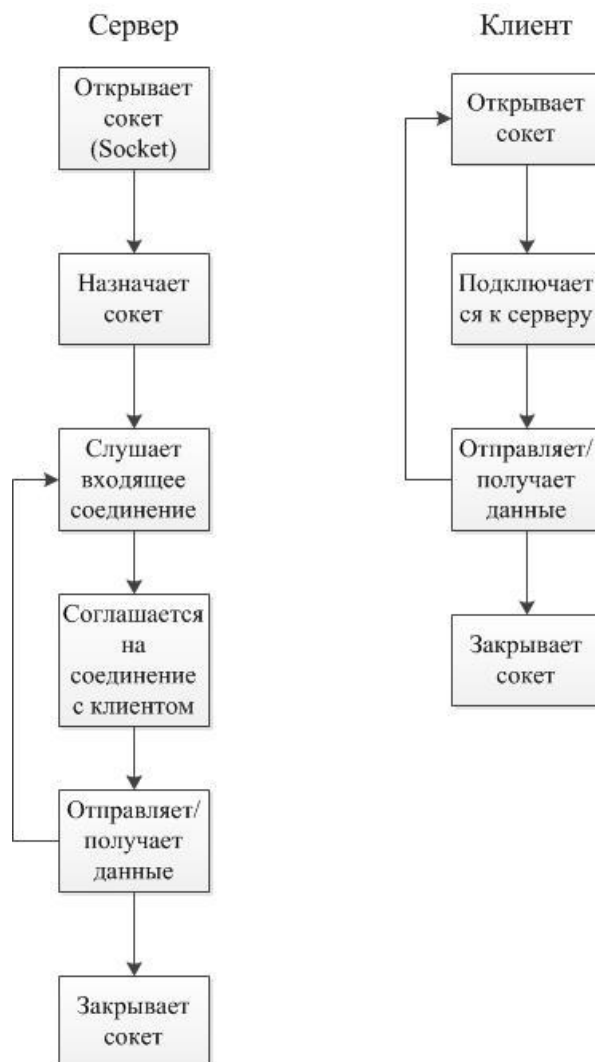 Сервер
Открывает
сокет
(Socket)
Назначает
сокет
Слушает
входящее
соединение
Соглашается
на
соединение
с клиентом
Отправляет/
получает
данные
Закрывает
сокет
Клиент
Открывает
сокет
Подключает
ся к серверу
Отправляет/
получает
данные
Закрывает
сокет